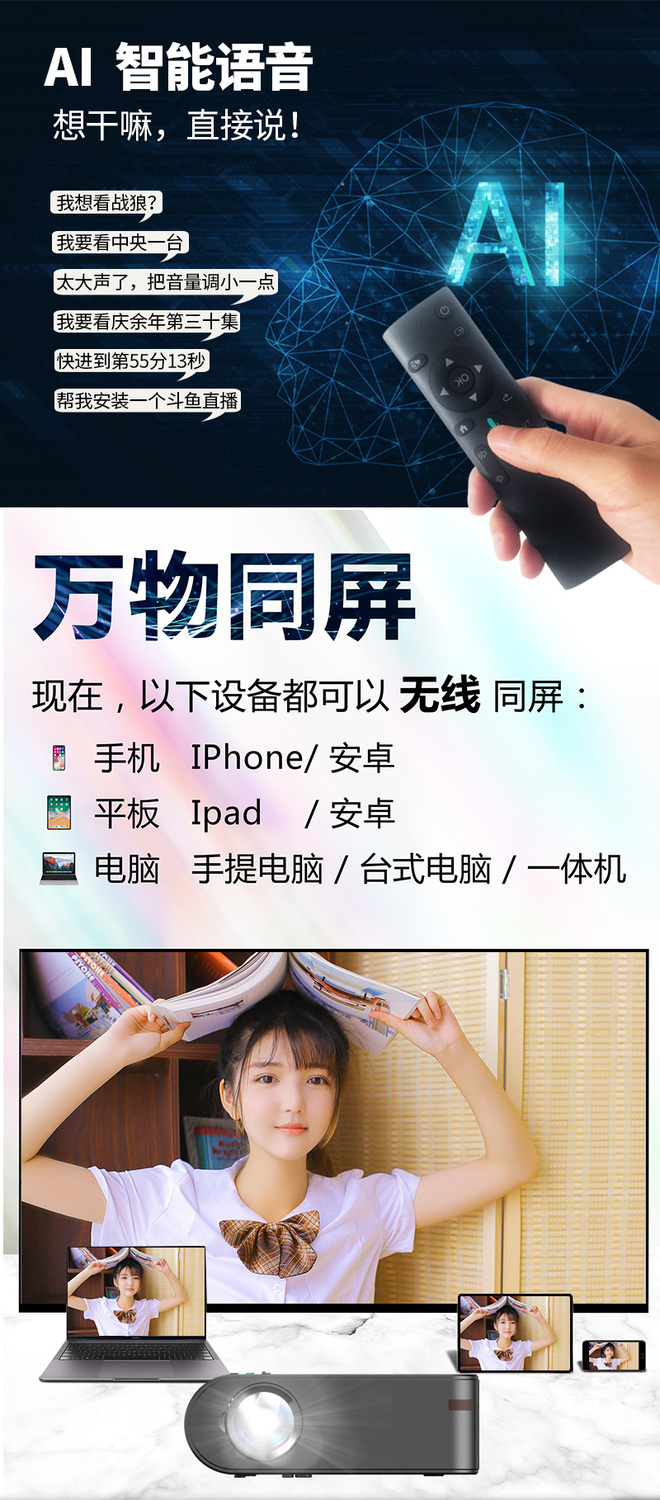 AI 智能语音
想干嘛，直接说！
AI
我想看战狼？
我要看中央一台
太大声了，把音量调小一点
我要看庆余年第三十集
快进到第55分13秒
帮我安装一个斗鱼直播
OK
万物同屏
现在，以下设备都可以 无线 同屏：
手机 IPhone/ 安卓
平板 Ipad / 安卓
电脑 手提电脑 / 台式电脑 / 一体机
PSYCHO